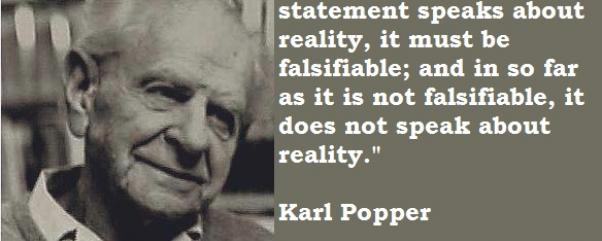 statement speaks about
reality, it must be
falsifiable; and in so far
as it is not falsifiable, it
does not speak about
reality."
Karl Popper